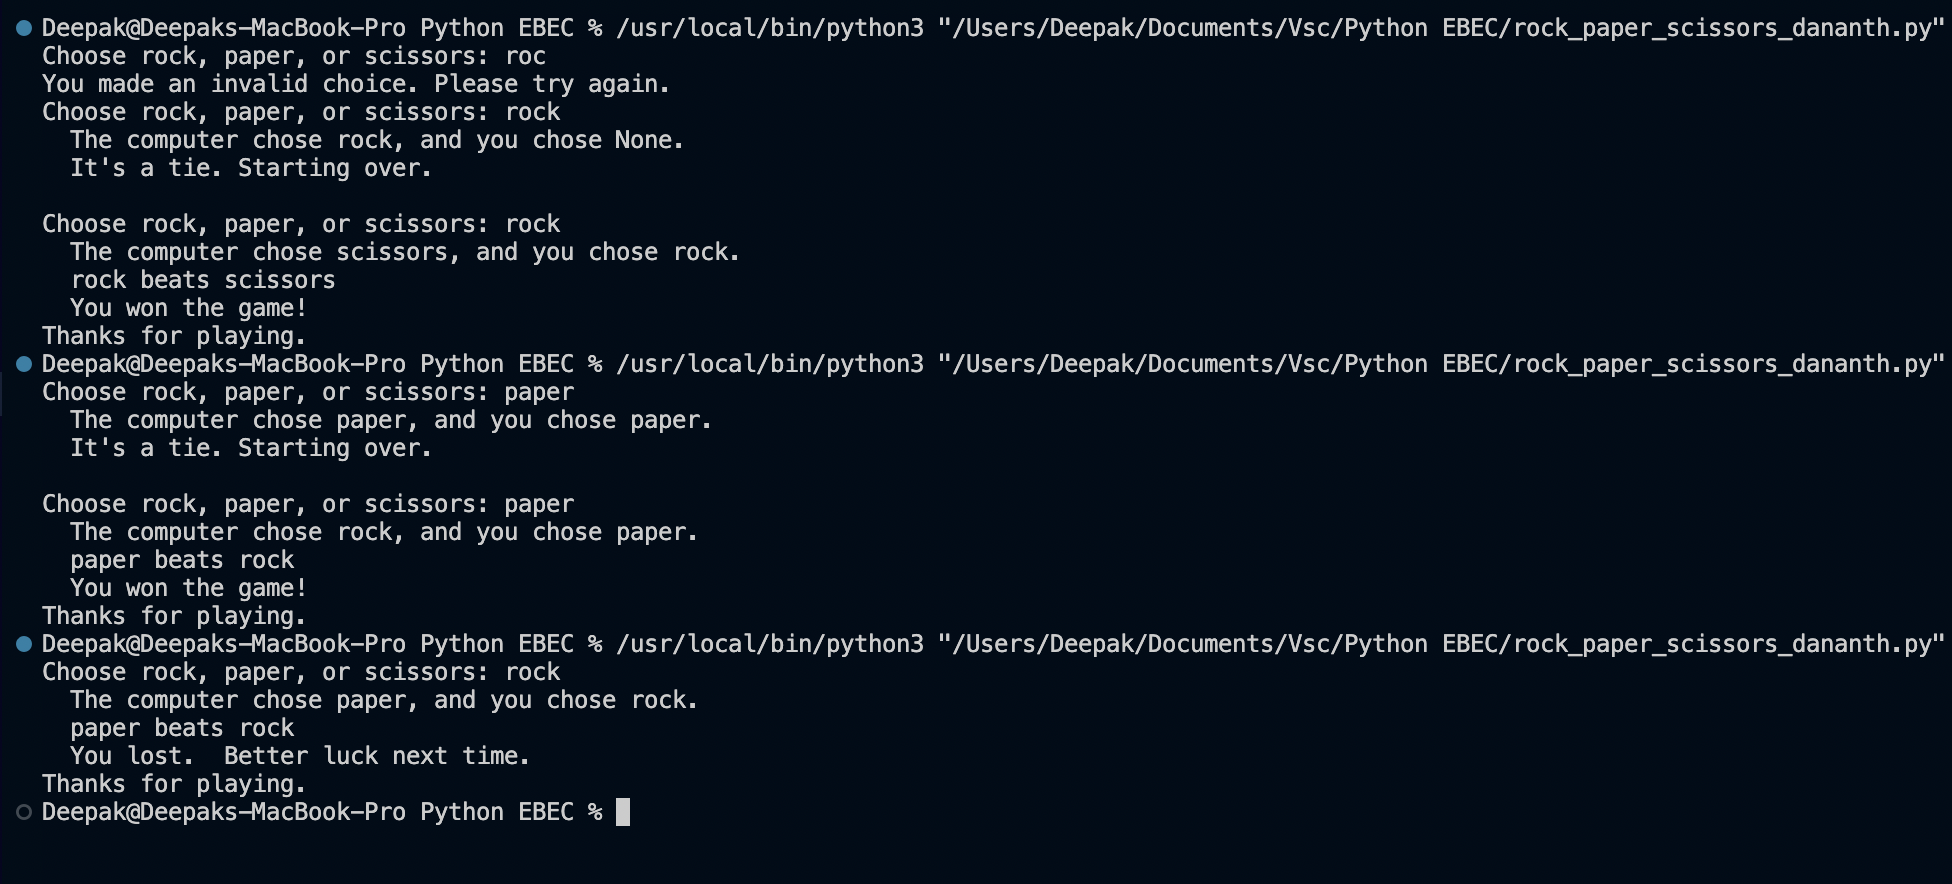 Deepak@Deepaks-MacBook-Pro Python EBEC % /usr/local/bin/python3 "/Users/Deepak/Documents/Vsc/Python EBEC/rock_paper_scissors_dananth.py"
Choose rock, paper, or scissors: roc
You made an invalid choice. Please try again.
Choose rock, paper, or scissors: rock
  The computer chose rock, and you chose None.
  It's a tie. Starting over.

Choose rock, paper, or scissors: rock
  The computer chose scissors, and you chose rock.
  rock beats scissors
  You won the game!
Thanks for playing.
Deepak@Deepaks-MacBook-Pro Python EBEC % /usr/local/bin/python3 "/Users/Deepak/Documents/Vsc/Python EBEC/rock_paper_scissors_dananth.py"
Choose rock, paper, or scissors: paper
  The computer chose paper, and you chose paper.
  It's a tie. Starting over.

Choose rock, paper, or scissors: paper
  The computer chose rock, and you chose paper.
  paper beats rock
  You won the game!
Thanks for playing.
Deepak@Deepaks-MacBook-Pro Python EBEC % /usr/local/bin/python3 "/Users/Deepak/Documents/Vsc/Python EBEC/rock_paper_scissors_dananth.py"
Choose rock, paper, or scissors: rock
  The computer chose paper, and you chose rock.
  paper beats rock
  You lost.  Better luck next time.
Thanks for playing.
Deepak@Deepaks-MacBook-Pro Python EBEC %